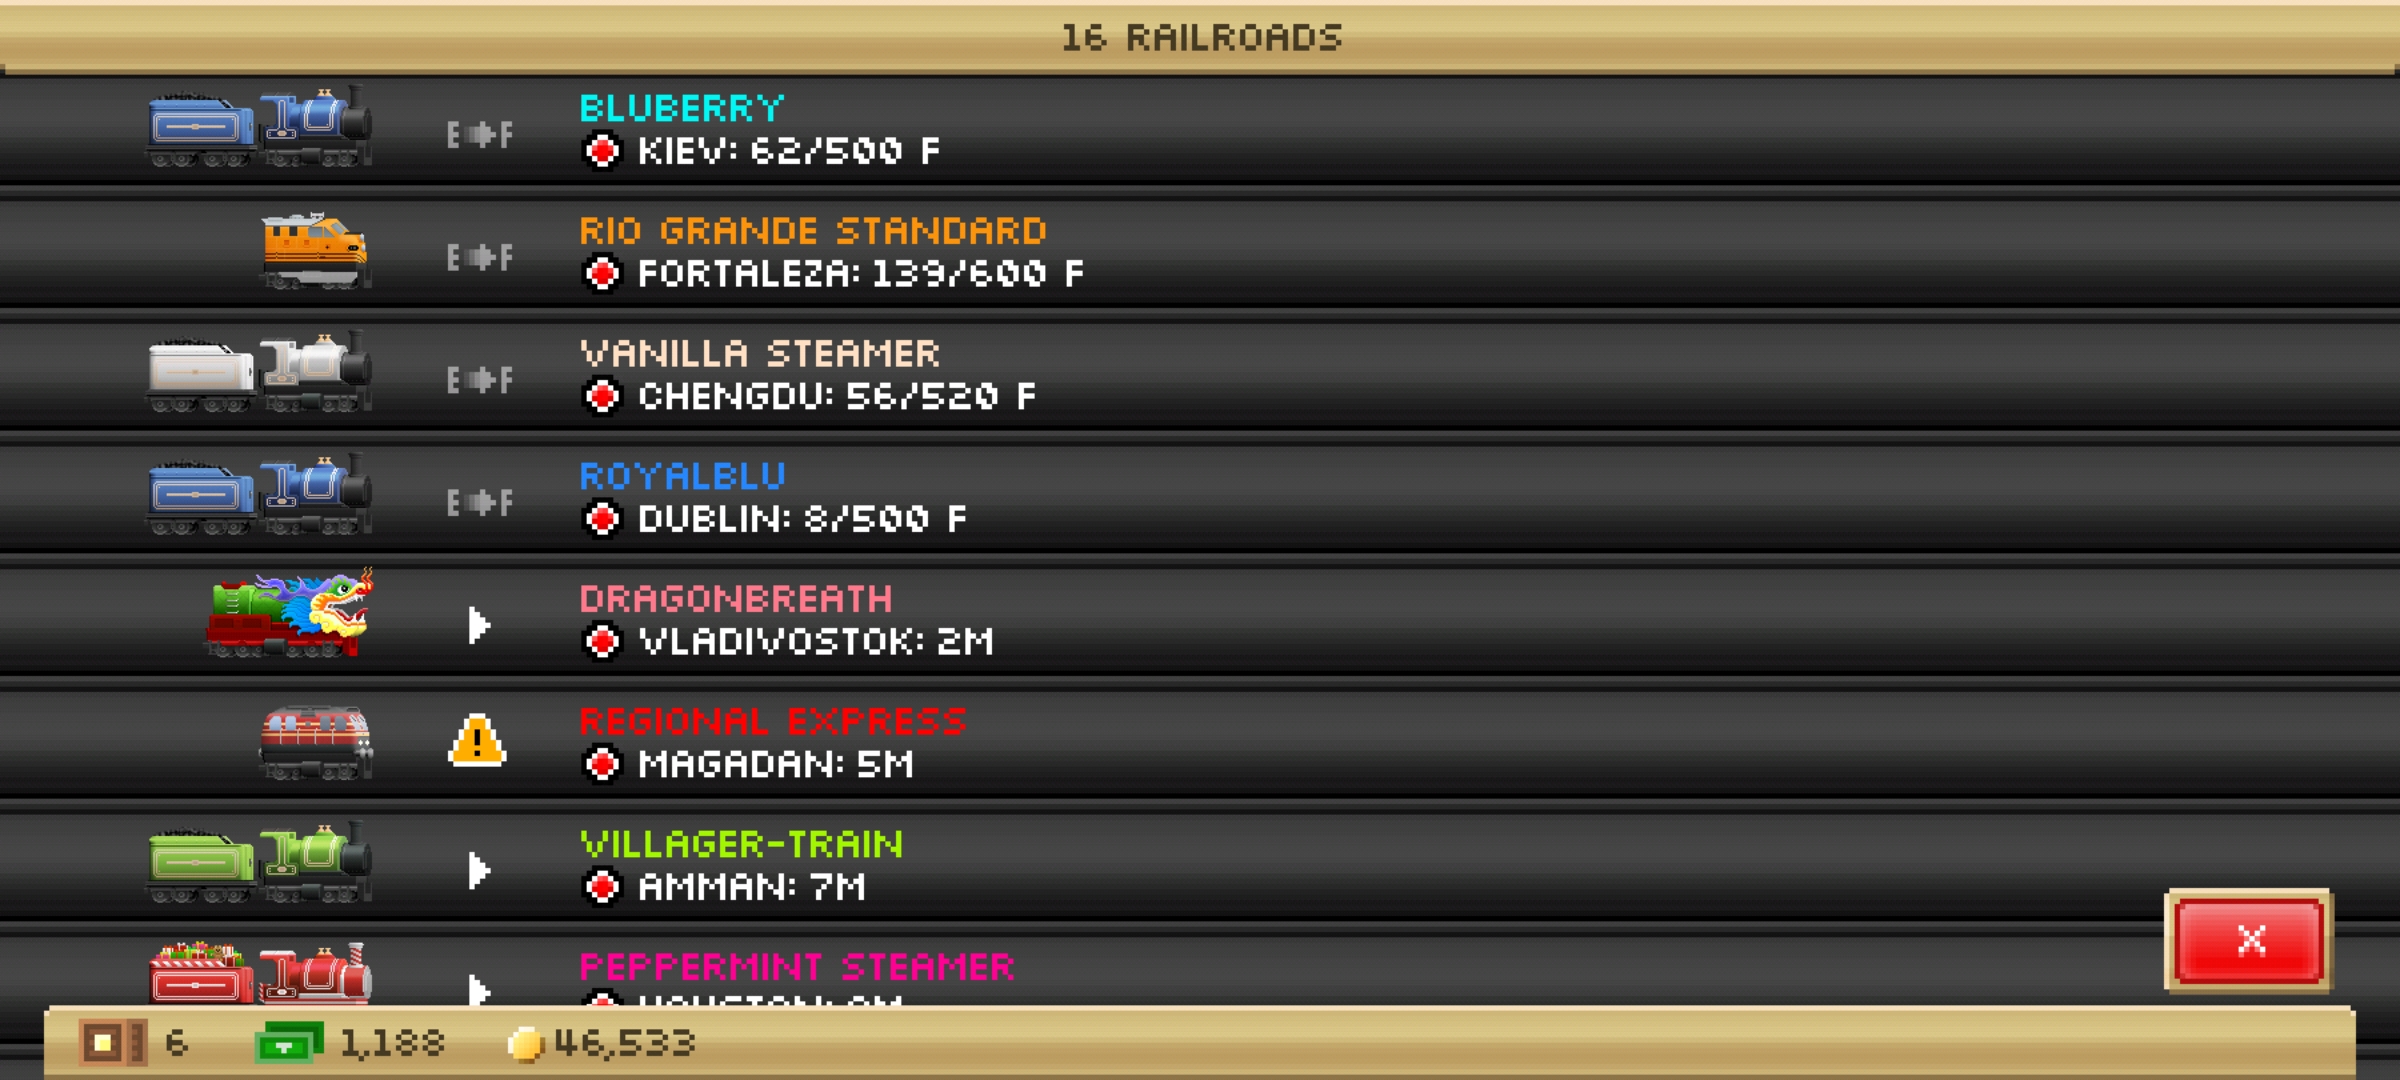 16 RAILROADS
BLUBERRY
E F
KIEV: 62/500 F
RIO GRANDE STANDARD
E F
FORTALEZA: 139/600 F
VANILLA STEAMER
E F
CHENGDU: 56/520 F
ROYALBLU
E F
DUBLIN: 8/500 F
DRAGONBREATH
VLADIVOSTOK: 2M
REGIONAL EXPRESS
MAGADAN: 5M
VILLAGER-TRAIN
AMMAN: 7M
PEPPERMINT STEAMER
X
6 1,188 46,533